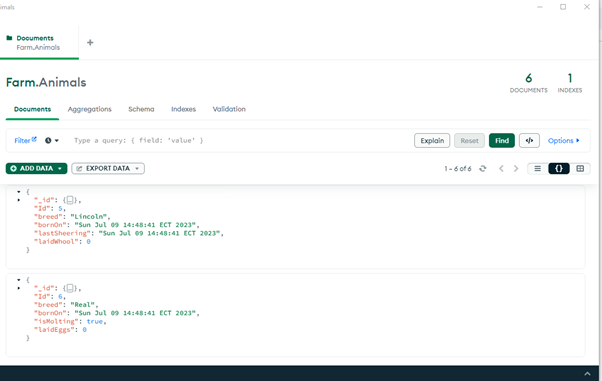 imals
Documents
Farm.Animals
Farm.Animals
6
DOCUMENTS
1
INDEXES
Documents Aggregations Schema Indexes Validation
Filter Type a query: { field: 'value' } Explain Reset Find </> Options
ADD DATA EXPORT DATA 1 – 6 of 6 {}
{
"_id": {…},
"Id": 5,
"breed": "Lincoln",
"bornOn": "Sun Jul 09 14:48:41 ECT 2023",
"lastSheering": "Sun Jul 09 14:48:41 ECT 2023",
"laidWhool": 0
}
{
"_id": {…},
"Id": 6,
"breed": "Real",
"bornOn": "Sun Jul 09 14:48:41 ECT 2023",
"isMolting": true,
"laidEggs": 0
}